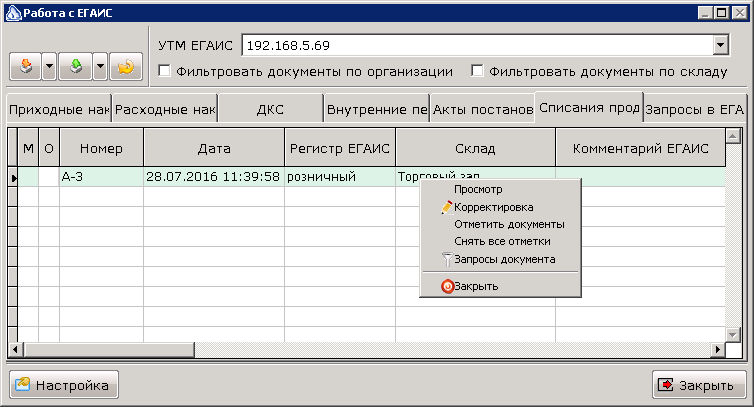 Работа с ЕГАИС
УТМ ЕГАИС 192.168.5.69
Фильтровать документы по организации Фильтровать документы по складу
Приходные нак Расходные нак ДКС Внутренние пе Акты постанов Списания прод Запросы в ЕГА
М О Номер Дата Регистр ЕГАИС Склад Комментарий ЕГАИС
А-3 28.07.2016 11:39:58 розничный Торговый зал
Просмотр
Корректировка
Отметить документы
Снять все отметки
Запросы документа
Закрыть
Настройка Закрыть